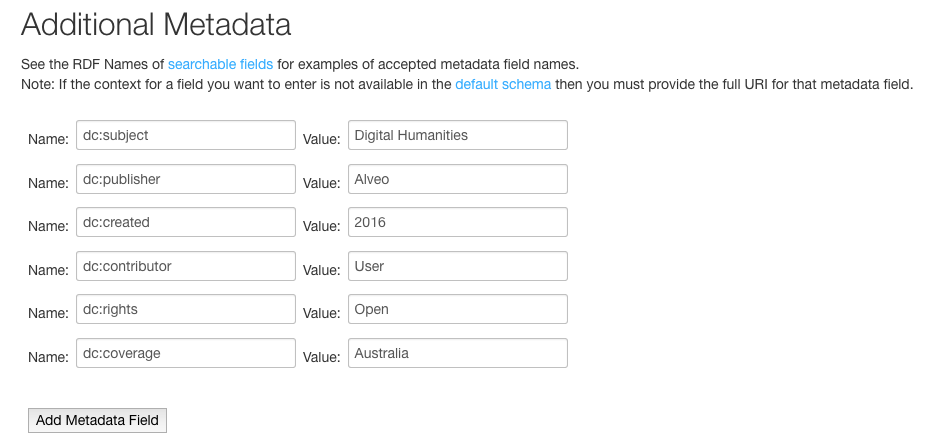 Additional Metadata
See the RDF Names of searchable fields for examples of accepted metadata field names.
Note: If the context for a field you want to enter is not available in the default schema then you must provide the full URI for that metadata field.
Name: dc:subject Value: Digital Humanities
Name: dc:publisher Value: Alveo
Name: dc:created Value: 2016
Name: dc:contributor Value: User
Name: dc:rights Value: Open
Name: dc:coverage Value: Australia
Add Metadata Field